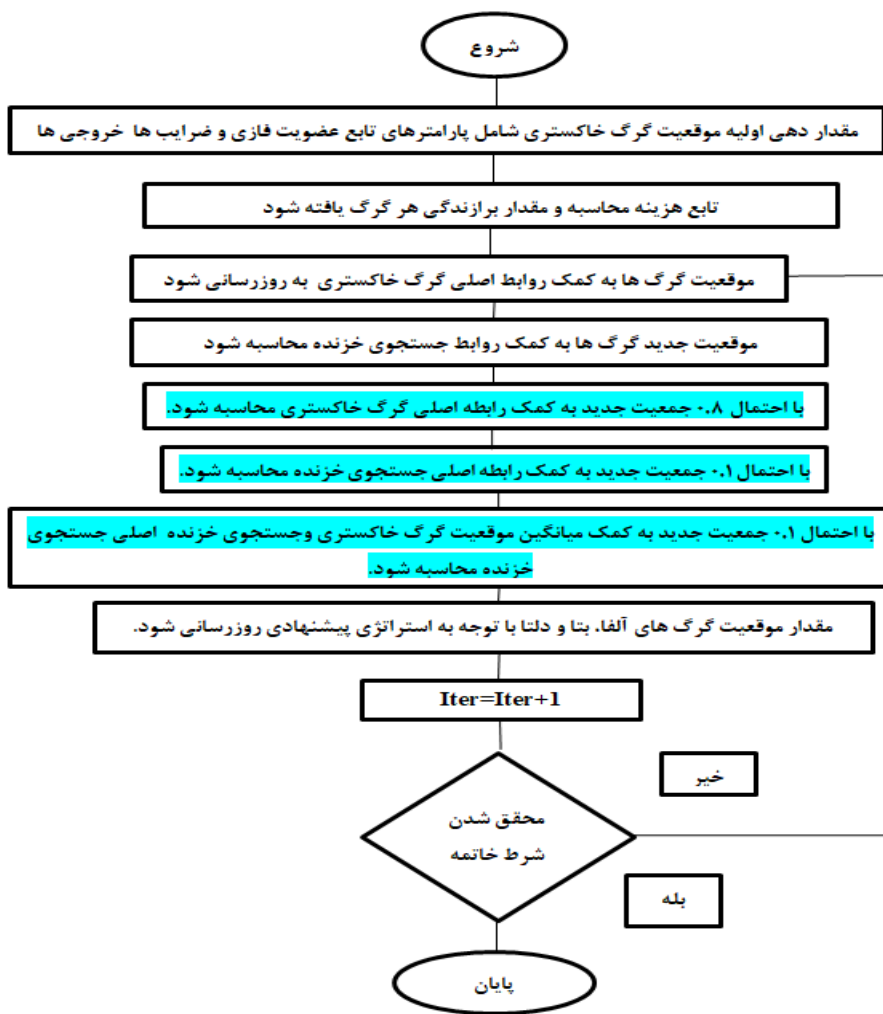 شروع
مقدار دهی اولیه موقعیت گرگ خاکستری شامل پارامترهای تابع عضویت فازی و ضرایب ها خروجی ها
تابع هزینه محاسبه و مقدار برازندگی هر گرگ یافته شود
موقعیت گرگ ها به کمک روابط اصلی گرگ خاکستری به روزرسانی شود
موقعیت جدید گرگ ها به کمک روابط جستجوی خزنده محاسبه شود
با احتمال ۰.۸ جمعیت جدید به کمک رابطه اصلی گرگ خاکستری محاسبه شود.
با احتمال ۰.۱ جمعیت جدید به کمک رابطه اصلی جستجوی خزنده محاسبه شود.
با احتمال ۰.۱ جمعیت جدید به کمک میانگین موقعیت گرگ خاکستری وجستجوی خزنده اصلی جستجوی
خزنده محاسبه شود.
مقدار موقعیت گرگ های آلفا، بتا و دلتا با توجه به استراتژی پیشنهادی روزرسانی شود.
Iter=Iter+1
خیر
محقق شدن
شرط خاتمه
بله
پایان